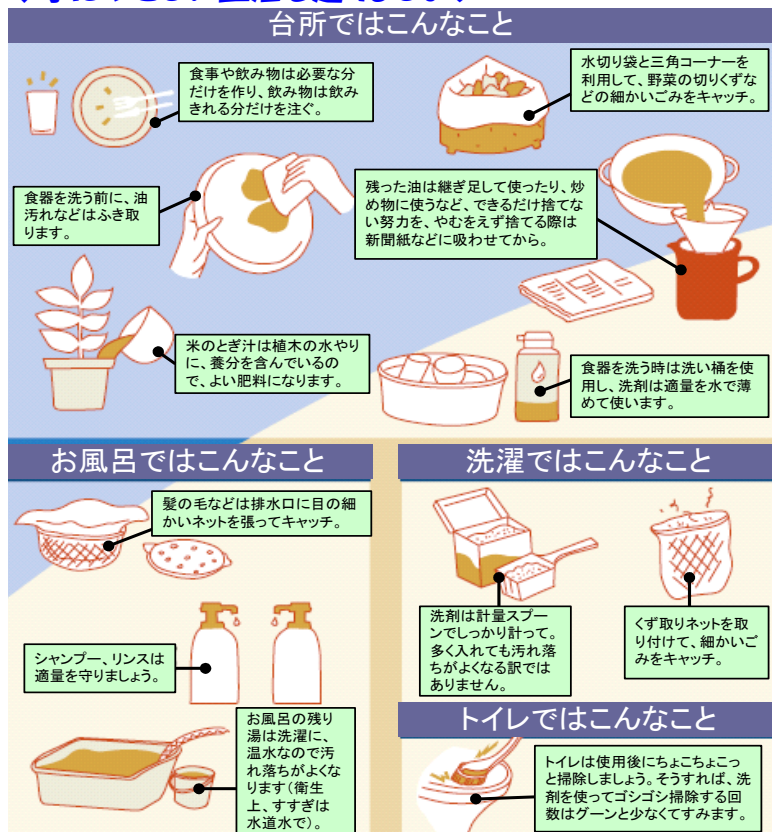 台所ではこんなこと
食事や飲み物は必要な分
だけを作り、飲み物は飲み
きれる分だけを注ぐ。
水切り袋と三角コーナーを
利用して、野菜の切りくずな
どの細かいごみをキャッチ。
食器を洗う前に、油
汚れなどはふき取
ります。
残った油は継ぎ足して使ったり、炒
め物に使うなど、できるだけ捨てな
い努力を、やむをえず捨てる際は
新聞紙などに吸わせてから。
米のとぎ汁は植木の水やり
に、養分を含んでいるの
で、よい肥料になります。
食器を洗う時は洗い桶を使
用し、洗剤は適量を水で薄
めて使います。
お風呂ではこんなこと
髪の毛などは排水口に目の細
かいネットを張ってキャッチ。
シャンプー、リンスは
適量を守りましょう。
お風呂の残り
湯は洗濯に、
温水なので汚
れ落ちがよくな
ります(衛生
上、すすぎは
水道水で)。
洗濯ではこんなこと
洗剤は計量スプー
ンでしっかり計って。
多く入れても汚れ落
ちがよくなる訳では
ありません。
くず取りネットを取
り付けて、細かいご
みをキャッチ。
トイレではこんなこと
トイレは使用後にちょこちょこっ
と掃除しましょう。そうすれば、洗
剤を使ってゴシゴシ掃除する回
数はグーンと少なくてすみます。